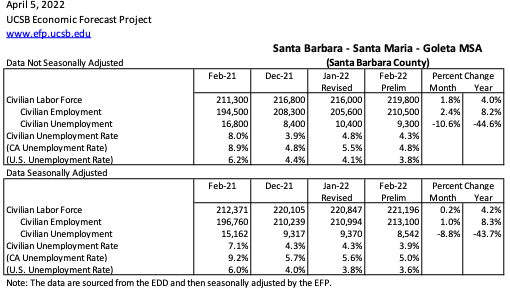 April 5, 2022
UCSB Economic Forecast Project
www.efp.ucsb.edu
Santa Barbara - Santa Maria - Goleta MSA
Data Not Seasonally Adjusted (Santa Barbara County)
Feb-21 Dec-21 Jan-22 Feb-22 Percent Change
Revised Prelim Month Year
Civilian Labor Force 211,300 216,800 216,000 219,800 1.8% 4.0%
Civilian Employment 194,500 208,300 205,600 210,500 2.4% 8.2%
Civilian Unemployment 16,800 8,400 10,400 9,300 -10.6% -44.6%
Civilian Unemployment Rate 8.0% 3.9% 4.8% 4.3%
(CA Unemployment Rate) 8.9% 4.8% 5.5% 4.8%
(U.S. Unemployment Rate) 6.2% 4.4% 4.1% 3.8%
Data Seasonally Adjusted
Feb-21 Dec-21 Jan-22 Feb-22 Percent Change
Revised Prelim Month Year
Civilian Labor Force 212,371 220,105 220,847 221,196 0.2% 4.2%
Civilian Employment 196,760 210,239 210,994 213,100 1.0% 8.3%
Civilian Unemployment 15,162 9,317 9,370 8,542 -8.8% -43.7%
Civilian Unemployment Rate 7.1% 4.3% 4.3% 3.9%
(CA Unemployment Rate) 9.2% 5.7% 5.6% 5.0%
(U.S. Unemployment Rate) 6.0% 4.0% 3.8% 3.6%
Note: The data are sourced from the EDD and then seasonally adjusted by the EFP.